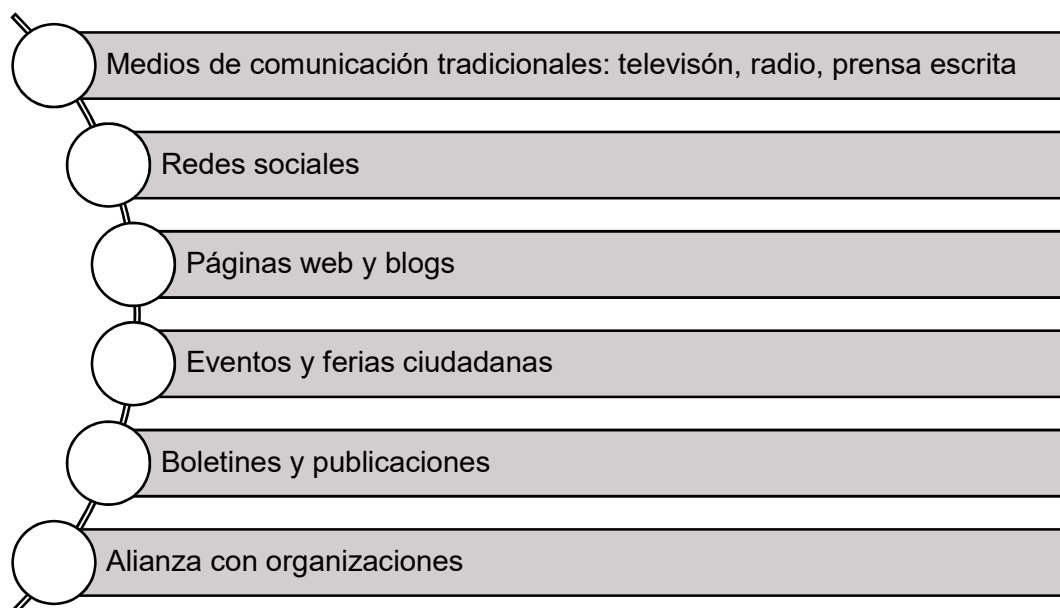 Medios de comunicación tradicionales: televisón, radio, prensa escrita
Redes sociales
Páginas web y blogs
Eventos y ferias ciudadanas
Boletines y publicaciones
Alianza con organizaciones